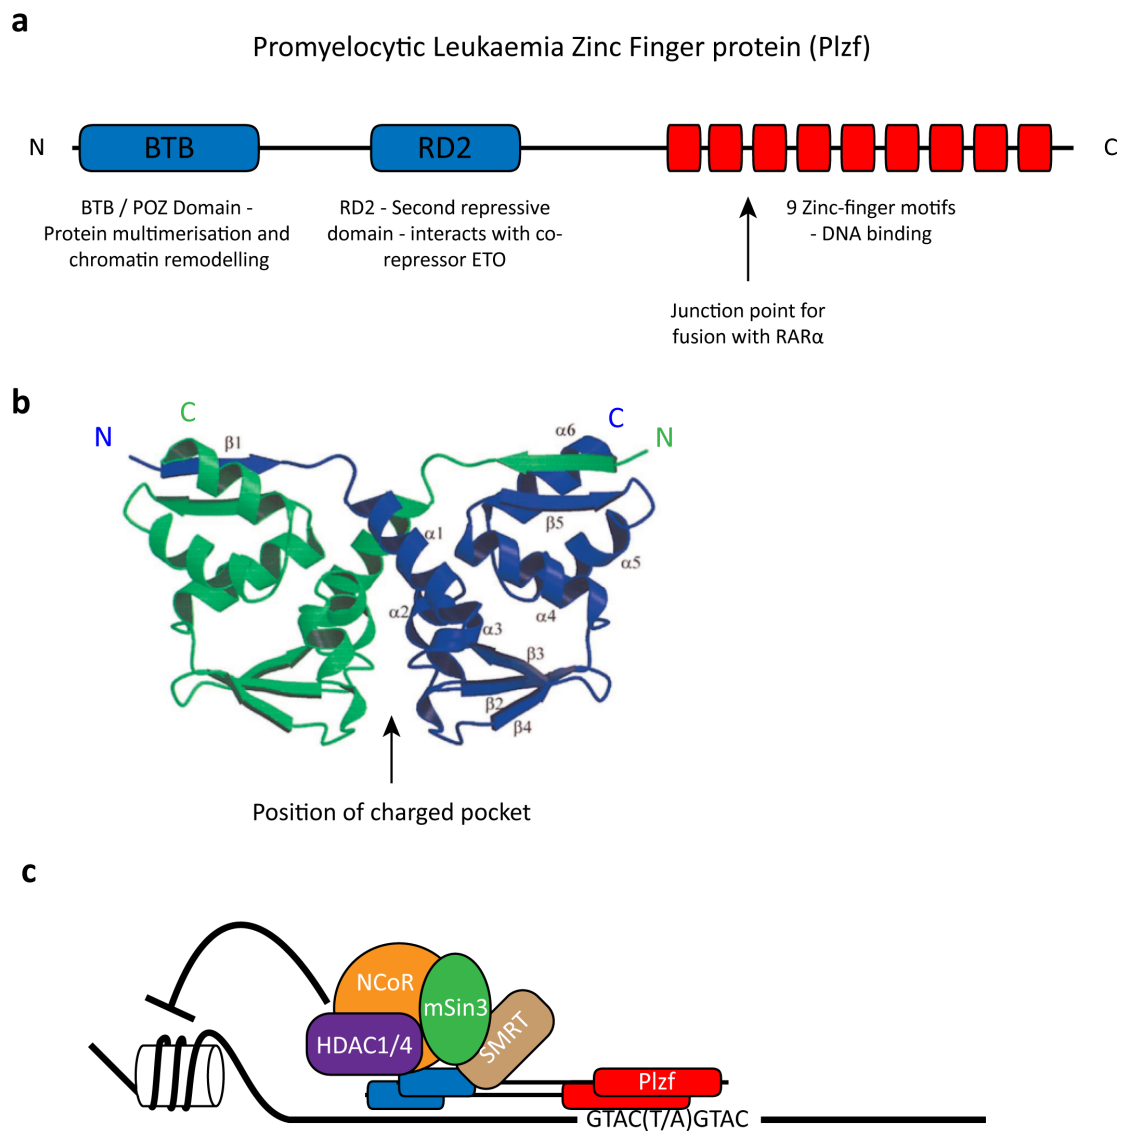 a
Promyelocytic Leukaemia Zinc Finger protein (Plzf)
N
BTB
RD2
C
BTB / POZ Domain -
Protein multimerisation and
chromatin remodelling
RD2 - Second repressive
domain - interacts with co-
repressor ETO
9 Zinc-finger motifs
- DNA binding
Junction point for
fusion with RARα
b
N
C
β1
α6
C
N
β5
α1
α5
α2
α4
α3
β3
β2
β4
Position of charged pocket
c
NCoR
mSin3
HDAC1/4
SMRT
Plzf
GTAC(T/A)GTAC